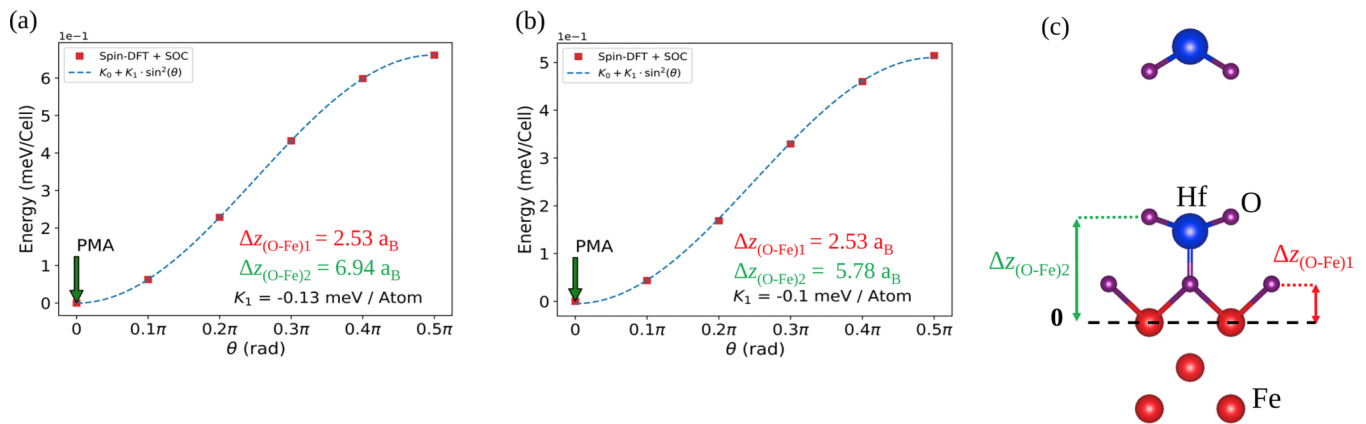 (a)
1e−1
Spin-DFT + SOC
K₀ + K₁ · sin²(θ)
Energy (meV/Cell)
6
5
4
3
2
1
0
PMA
Δz(O-Fe)1 = 2.53 aB
Δz(O-Fe)2 = 6.94 aB
K₁ = -0.13 meV / Atom
0
0.1π
0.2π
0.3π
0.4π
0.5π
θ (rad)
(b)
1e−1
Spin-DFT + SOC
K₀ + K₁ · sin²(θ)
Energy (meV/Cell)
5
4
3
2
1
0
PMA
Δz(O-Fe)1 = 2.53 aB
Δz(O-Fe)2 = 5.78 aB
K₁ = -0.1 meV / Atom
0
0.1π
0.2π
0.3π
0.4π
0.5π
θ (rad)
(c)
Hf
O
Δz(O-Fe)2
Δz(O-Fe)1
0
Fe